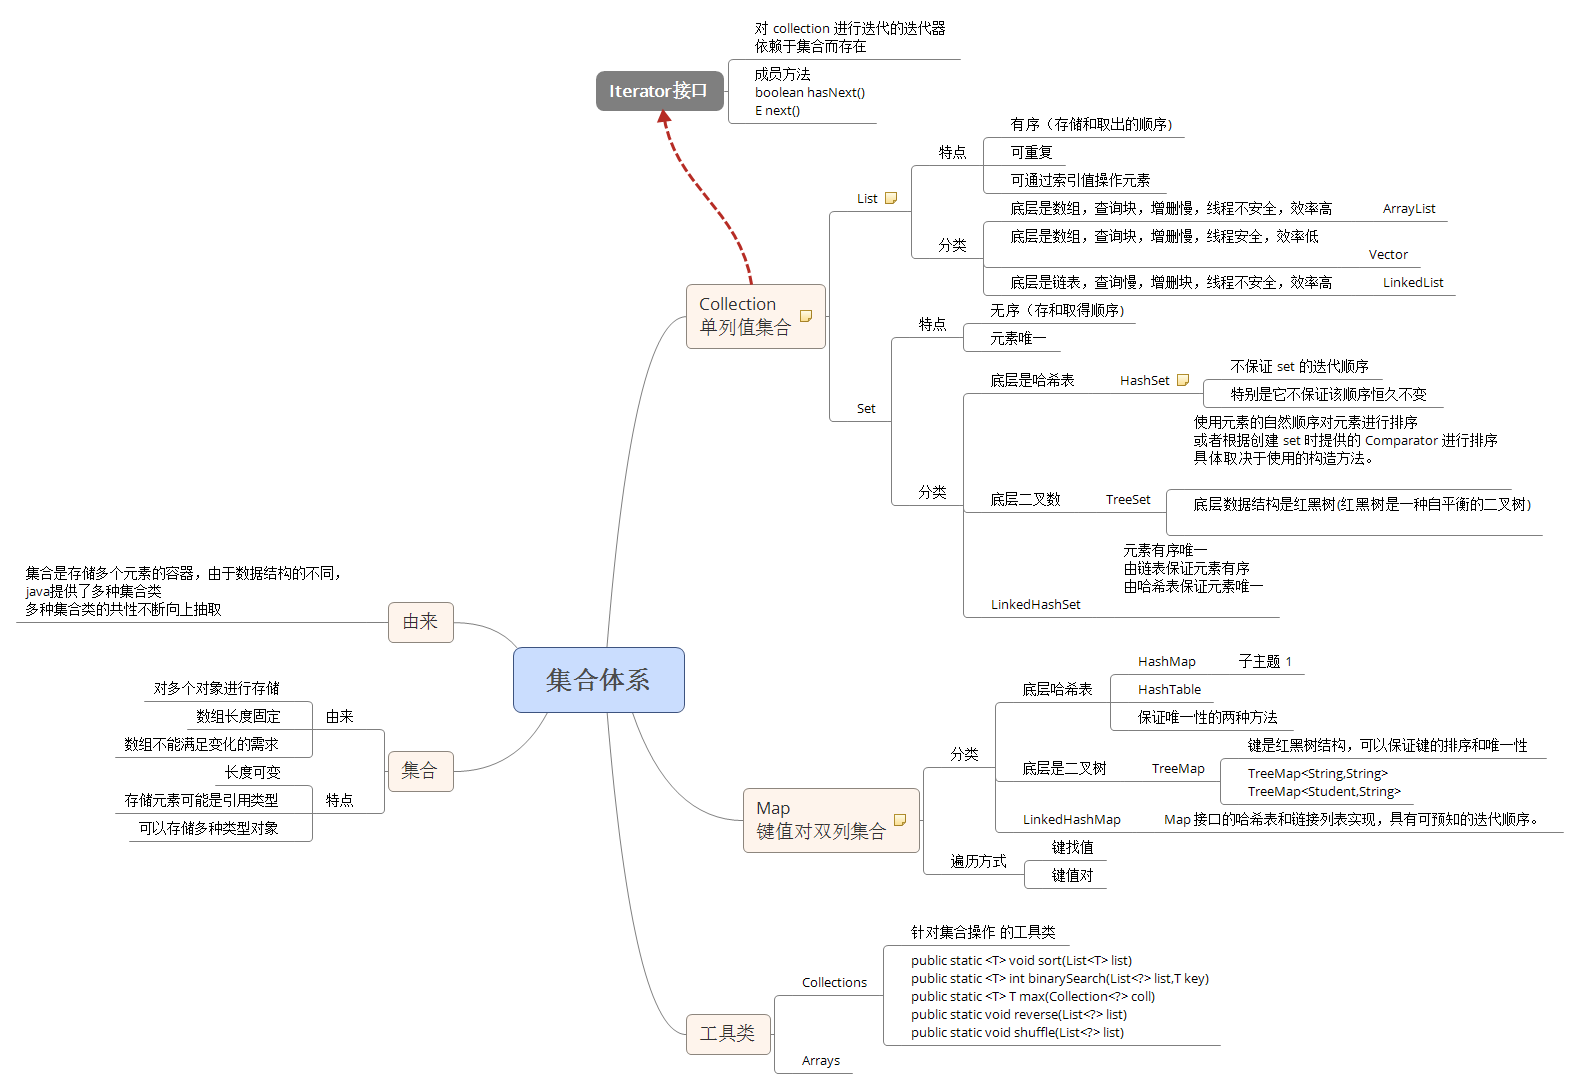 对 collection 进行迭代的迭代器
依赖于集合而存在
Iterator接口
成员方法
boolean hasNext()
E next()
有序（存储和取出的顺序）
特点
可重复
可通过索引值操作元素
List
底层是数组，查询块，增删慢，线程不安全，效率高
ArrayList
分类
底层是数组，查询块，增删慢，线程安全，效率低
Vector
底层是链表，查询慢，增删块，线程不安全，效率高
LinkedList
Collection
单列值集合
无序（存和取得顺序）
特点
元素唯一
底层是哈希表
HashSet
不保证 set 的迭代顺序
特别是它不保证该顺序恒久不变
Set
使用元素的自然顺序对元素进行排序
或者根据创建 set 时提供的 Comparator 进行排序
具体取决于使用的构造方法。
分类
底层二叉数
TreeSet
底层数据结构是红黑树(红黑树是一种自平衡的二叉树)
元素有序唯一
由链表保证元素有序
由哈希表保证元素唯一
LinkedHashSet
集合是存储多个元素的容器，由于数据结构的不同，
java提供了多种集合类
多种集合类的共性不断向上抽取
由来
集合体系
对多个对象进行存储
数组长度固定
由来
数组不能满足变化的需求
集合
长度可变
存储元素可能是引用类型
特点
可以存储多种类型对象
HashMap
子主题 1
底层哈希表
HashTable
保证唯一性的两种方法
分类
键是红黑树结构，可以保证键的排序和唯一性
底层是二叉树
TreeMap
TreeMap<String,String>
TreeMap<Student,String>
Map
键值对双列集合
LinkedHashMap
Map 接口的哈希表和链接列表实现，具有可预知的迭代顺序。
键找值
遍历方式
键值对
针对集合操作 的工具类
Collections
public static <T> void sort(List<T> list)
public static <T> int binarySearch(List<?> list,T key)
public static <T> T max(Collection<?> coll)
public static void reverse(List<?> list)
public static void shuffle(List<?> list)
工具类
Arrays